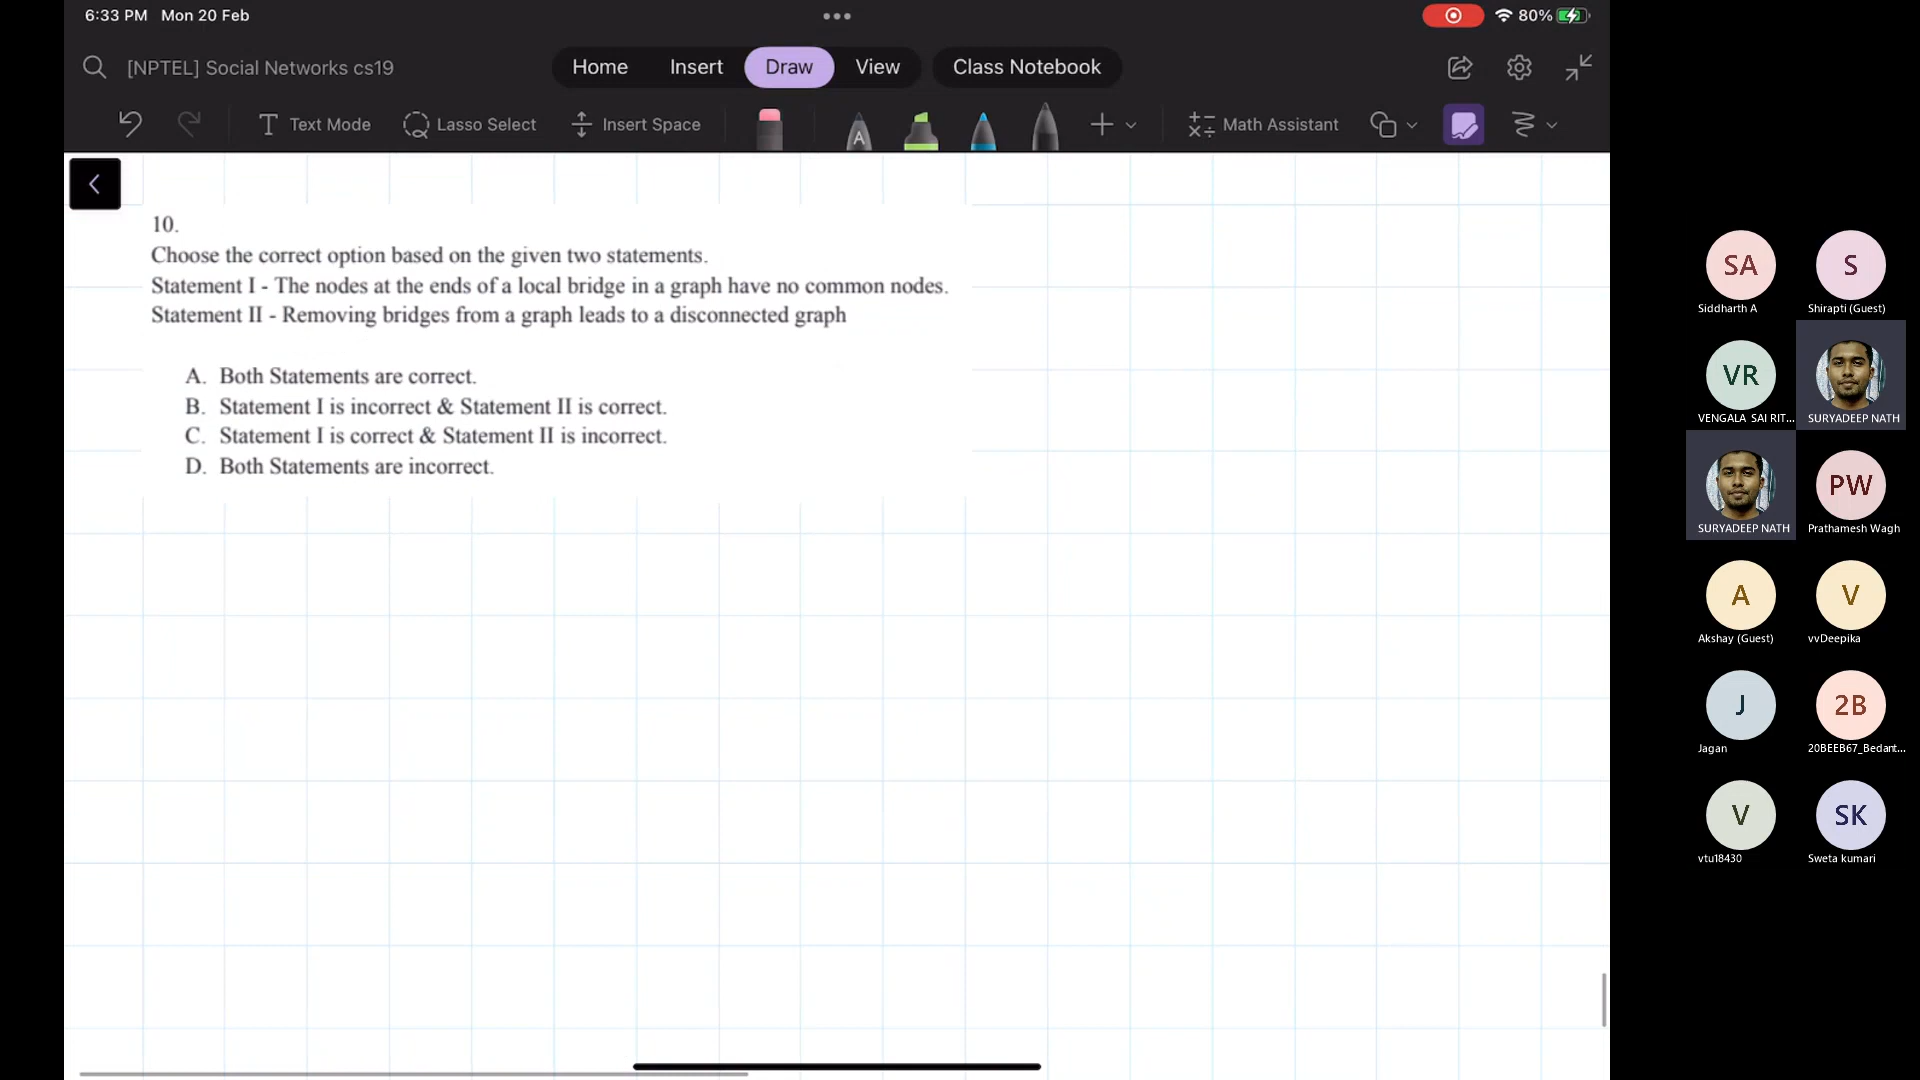 6:33 PM Mon 20 Feb
80%
[NPTEL] Social Networks cs19
Home Insert Draw View Class Notebook
Text Mode Lasso Select Insert Space A Math Assistant
10.
Choose the correct option based on the given two statements.
Statement I - The nodes at the ends of a local bridge in a graph have no common nodes.
Statement II - Removing bridges from a graph leads to a disconnected graph
A. Both Statements are correct.
B. Statement I is incorrect & Statement II is correct.
C. Statement I is correct & Statement II is incorrect.
D. Both Statements are incorrect.
SA S
Siddharth A Shirapti (Guest)
VR
VENGALA SAI RIT... SURYADEEP NATH
PW
SURYADEEP NATH Prathamesh Wagh
A V
Akshay (Guest) vvDeepika
J 2B
Jagan 20BEEB67_Bedant...
V SK
vtu18430 Sweta kumari